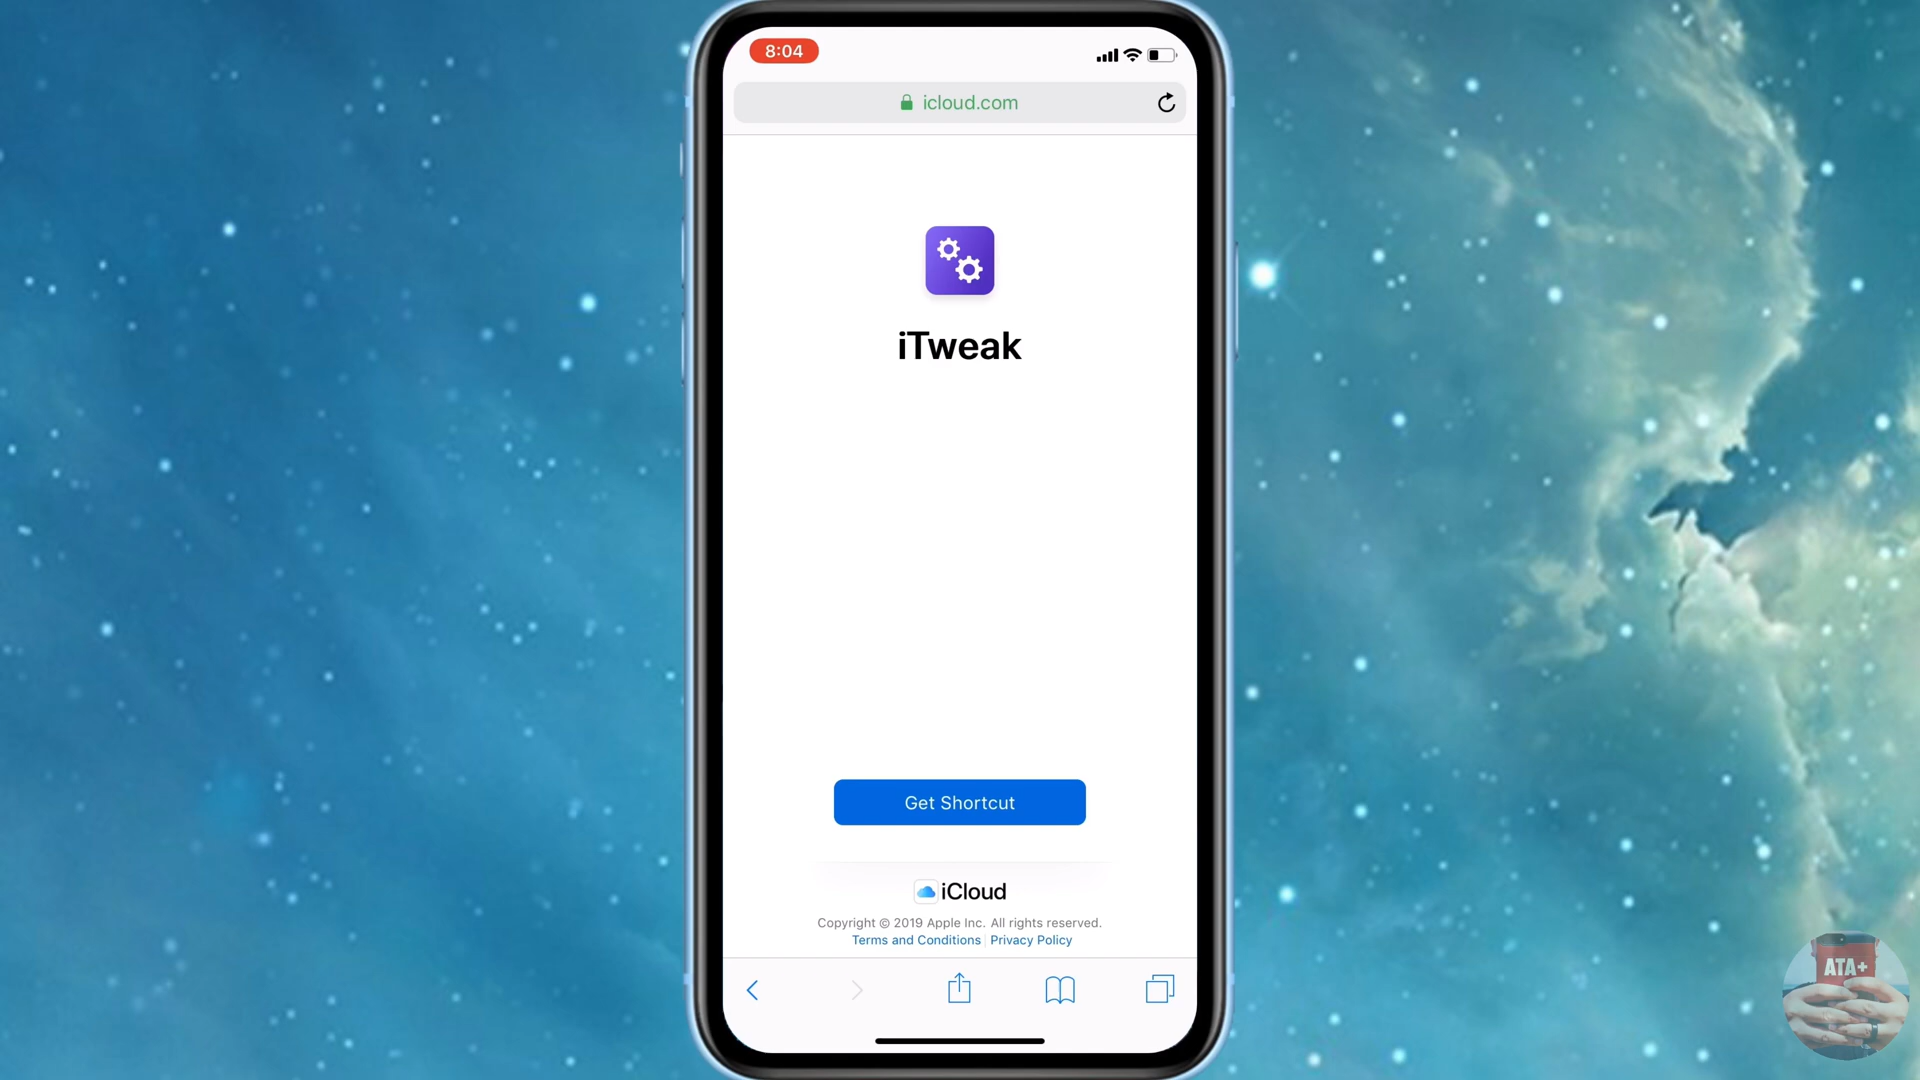 8:04
icloud.com
iTweak
Get Shortcut
iCloud
Copyright © 2019 Apple Inc. All rights reserved.
Terms and Conditions | Privacy Policy
ATA+